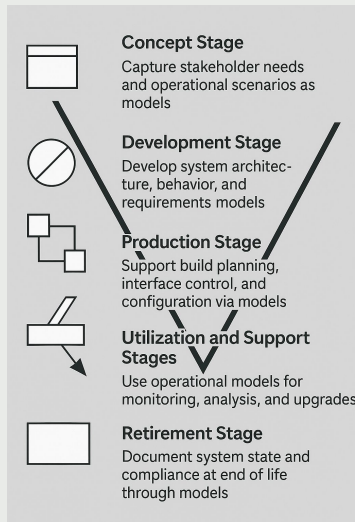 Concept Stage
Capture stakeholder needs
and operational scenarios as
models
Development Stage
Develop system architec-
ture, behavior, and
requirements models
Production Stage
Support build planning,
interface control, and
configuration via models
Utilization and Support
Stages
Use operational models for
monitoring, analysis, and upgrades
Retirement Stage
Document system state and
compliance at end of life
through models